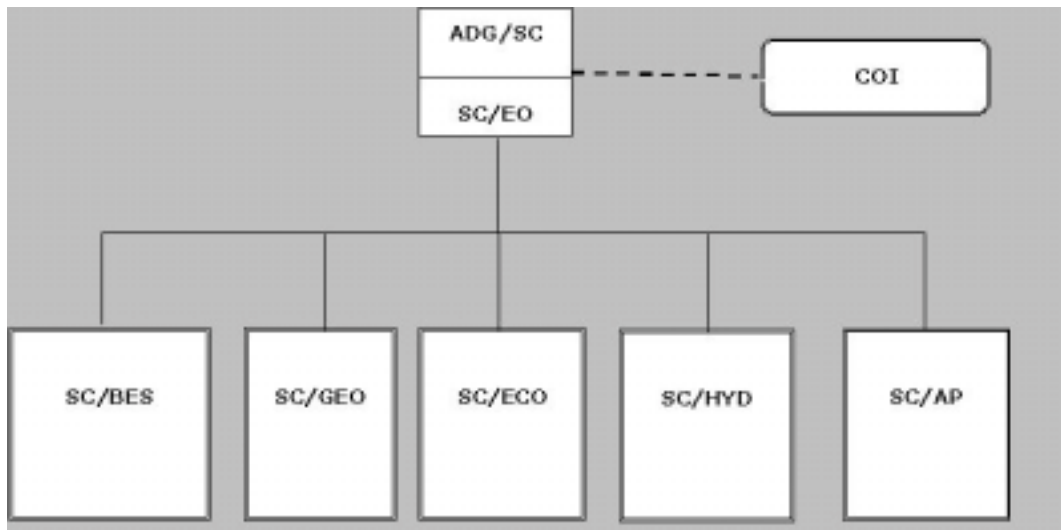 ADG/SC
COI
SC/EO
SC/BES
SC/GEO
SC/ECO
SC/HYD
SC/AP